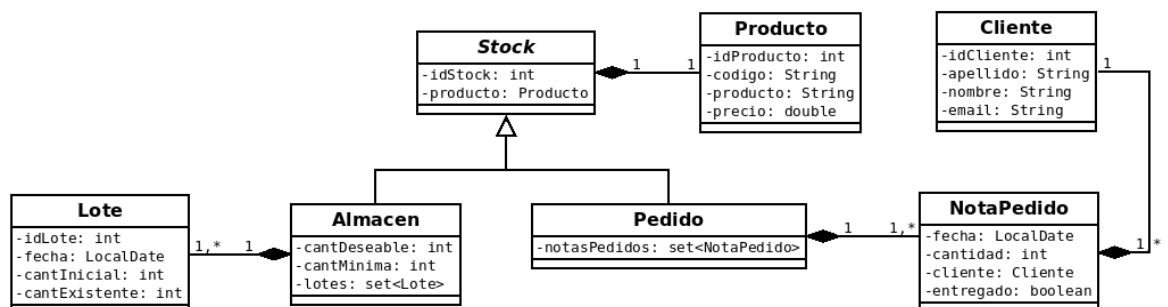 Stock
-idStock: int
-producto: Producto
1
1
Producto
-idProducto: int
-codigo: String
-producto: String
-precio: double
Cliente
-idCliente: int
-apellido: String
-nombre: String
-email: String
1
Lote
-idLote: int
-fecha: LocalDate
-cantInicial: int
-cantExistente: int
1,*
1
Almacen
-cantDeseable: int
-cantMinima: int
-lotes: set<Lote>
Pedido
-notasPedidos: set<NotaPedido>
1
1,*
NotaPedido
-fecha: LocalDate
-cantidad: int
-cliente: Cliente
-entregado: boolean
1
*